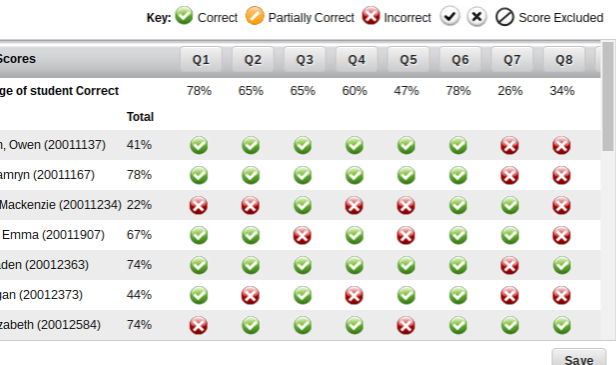 Key: Correct Partially Correct Incorrect Score Excluded
Scores Q1 Q2 Q3 Q4 Q5 Q6 Q7 Q8
ge of student Correct 78% 65% 65% 60% 47% 78% 26% 34%
Total
n, Owen (20011137) 41%
amryn (20011167) 78%
Mackenzie (20011234) 22%
Emma (20011907) 67%
den (20012363) 74%
gan (20012373) 44%
zabeth (20012584) 74%
Save